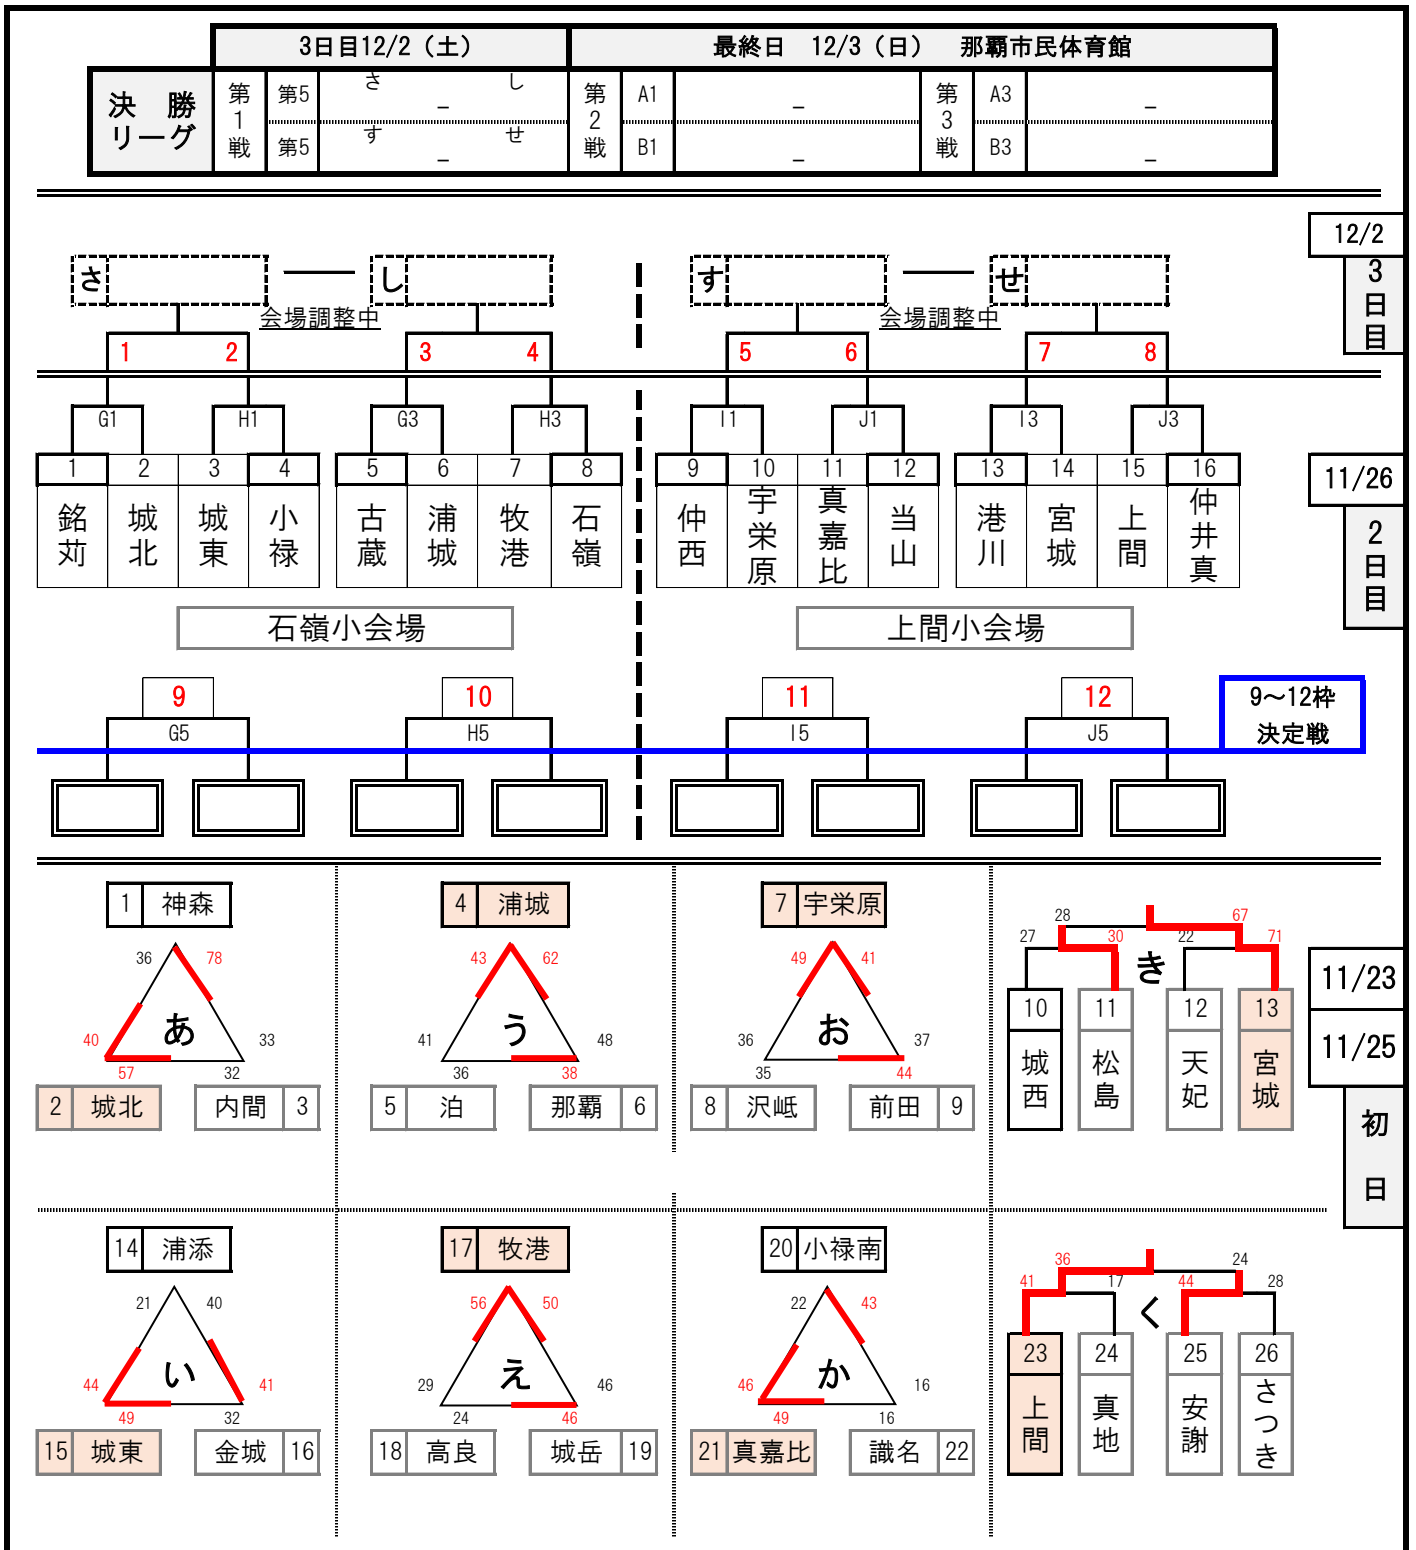 3日目12/2（土） 最終日 12/3（日） 那覇市民体育館
決 勝 リーグ
第1戦 第5 さ – し
第5 す – せ
第2戦 A1 –
B1 –
第3戦 A3 –
B3 –
12/2
3日目
さ し す せ
会場調整中 会場調整中
1 2 3 4 5 6 7 8
G1 H1 G3 H3 I1 J1 I3 J3
1 2 3 4 5 6 7 8 9 10 11 12 13 14 15 16
銘苅 城北 城東 小禄 古蔵 浦城 牧港 石嶺 仲西 宇栄原 真嘉比 当山 港川 宮城 上間 仲井真
11/26
2日目
石嶺小会場 上間小会場
9 10 11 12
G5 H5 I5 J5
9～12枠
決定戦
1 神森
36 78
あ
40 33
57 32
2 城北 内間 3
4 浦城
43 62
う
41 48
36 38
5 泊 那覇 6
7 宇栄原
49 41
お
36 37
35 44
8 沢岻 前田 9
28 67
27 30 22 71
き
10 11 12 13
城西 松島 天妃 宮城
11/23
11/25
初日
14 浦添
21 40
い
44 41
49 32
15 城東 金城 16
17 牧港
56 50
え
29 46
24 46
18 高良 城岳 19
20 小禄南
22 43
か
46 16
49 16
21 真嘉比 識名 22
36 24
41 17 44 28
く
23 24 25 26
上間 真地 安謝 さつき